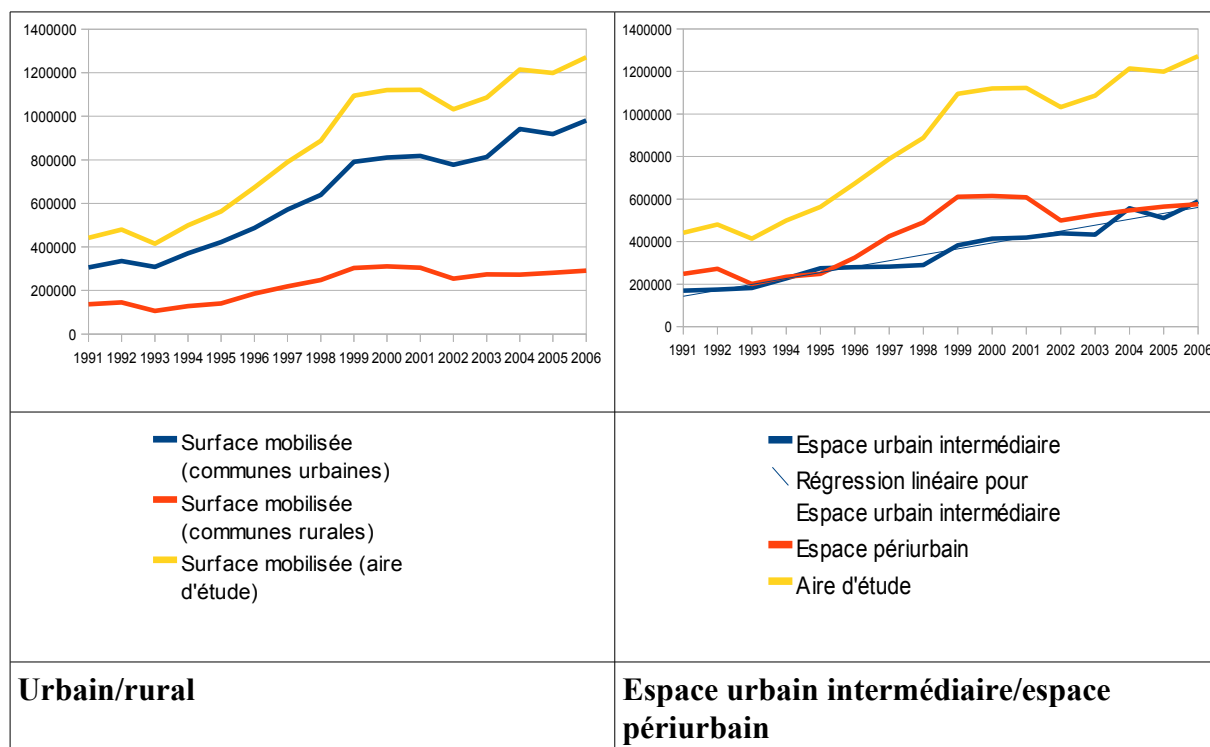 1400000
1200000
1000000
800000
600000
400000
200000
0
1991 1992 1993 1994 1995 1996 1997 1998 1999 2000 2001 2002 2003 2004 2005 2006
1400000
1200000
1000000
800000
600000
400000
200000
0
1991 1992 1993 1994 1995 1996 1997 1998 1999 2000 2001 2002 2003 2004 2005 2006
Surface mobilisée
(communes urbaines)
Surface mobilisée
(communes rurales)
Surface mobilisée (aire
d'étude)
Espace urbain intermédiaire
Régression linéaire pour
Espace urbain intermédiaire
Espace périurbain
Aire d'étude
Urbain/rural
Espace urbain intermédiaire/espace
périurbain